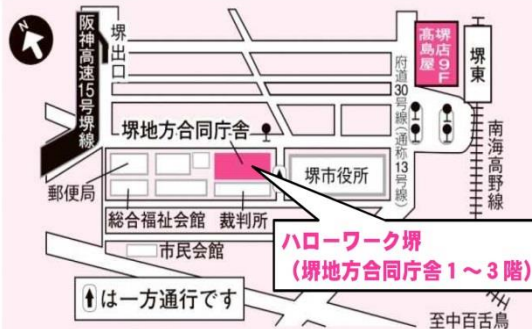 N
阪神高速15号堺線
堺出口
高島屋
堺店9F
堺東
府道30号線(通称13号線)
南海高野線
堺地方合同庁舎
堺市役所
郵便局
総合福祉会館
裁判所
市民会館
ハローワーク堺
(堺地方合同庁舎1~3階)
は一方通行です
至中百舌鳥